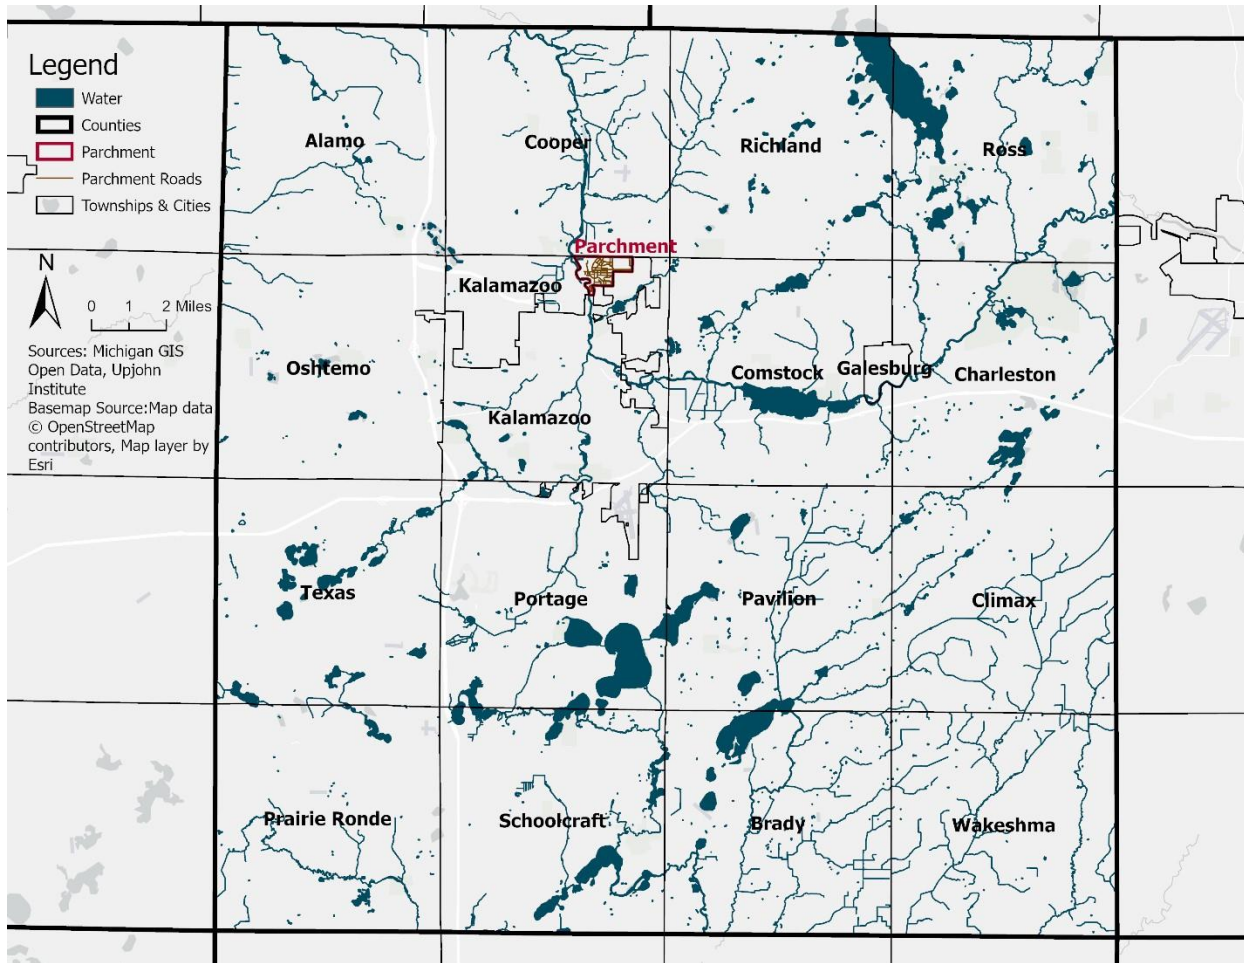 Legend
Water
Counties
Parchment
Parchment Roads
Townships & Cities
N
0 1 2 Miles
Sources: Michigan GIS
Open Data, Upjohn
Institute
Basemap Source:Map data
© OpenStreetMap
contributors, Map layer by
Esri
Alamo
Cooper
Richland
Ross
Parchment
Kalamazoo
Oshtemo
Comstock
Galesburg
Charleston
Kalamazoo
Texas
Portage
Pavilion
Climax
Prairie Ronde
Schoolcraft
Brady
Wakeshma